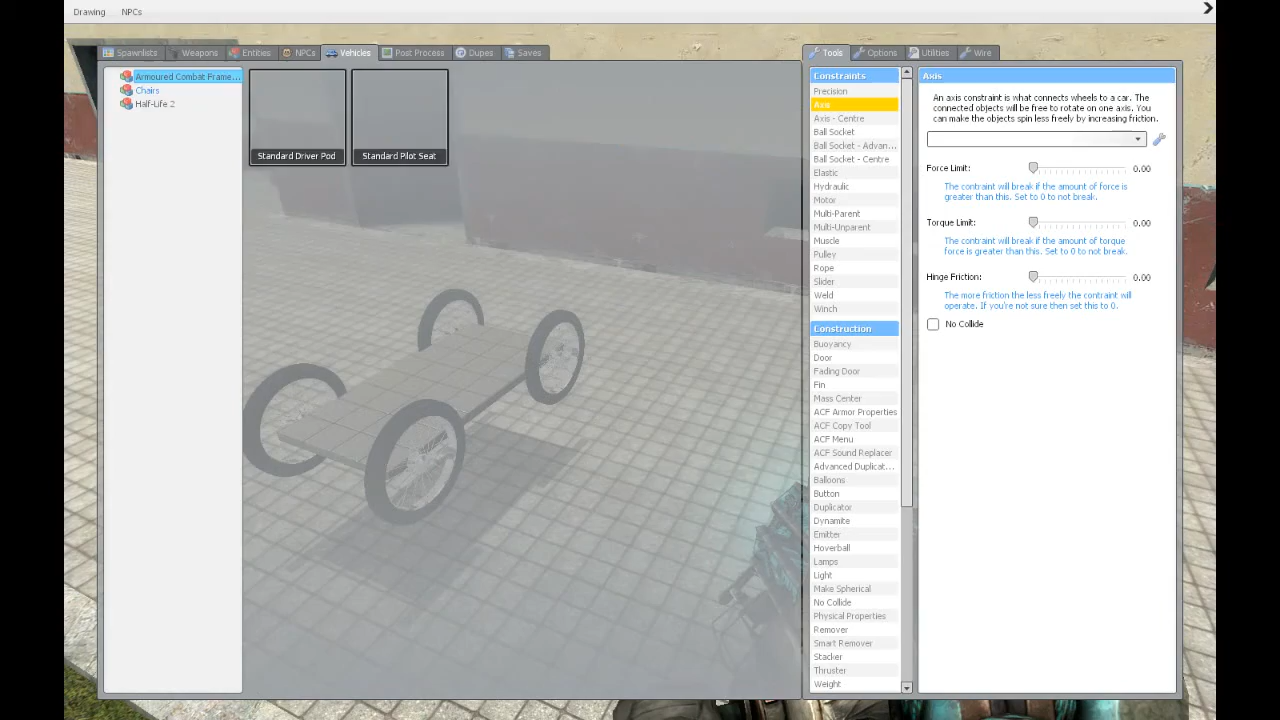 Drawing NPCs
Spawnlists Weapons Entities NPCs Vehicles Post Process Dupes Saves
Armoured Combat Frame...
Chairs
Half-Life 2
Standard Driver Pod
Standard Pilot Seat
Tools Options Utilities Wire
Constraints
Precision
Axis
Axis - Centre
Ball Socket
Ball Socket - Advan...
Ball Socket - Centre
Elastic
Hydraulic
Motor
Multi-Parent
Multi-Unparent
Muscle
Pulley
Rope
Slider
Weld
Winch
Construction
Buoyancy
Door
Fading Door
Fin
Mass Center
ACF Armor Properties
ACF Copy Tool
ACF Menu
ACF Sound Replacer
Advanced Duplicat...
Balloons
Button
Duplicator
Dynamite
Emitter
Hoverball
Lamps
Light
Make Spherical
No Collide
Physical Properties
Remover
Smart Remover
Stacker
Thruster
Weight
Axis
An axis constraint is what connects wheels to a car. The
connected objects will be free to rotate on one axis. You
can make the objects spin less freely by increasing friction.
Force Limit: 0.00
The contraint will break if the amount of force is
greater than this. Set to 0 to not break.
Torque Limit: 0.00
The contraint will break if the amount of torque
force is greater than this. Set to 0 to not break.
Hinge Friction: 0.00
The more friction the less freely the contraint will
operate. If you're not sure then set this to 0.
No Collide